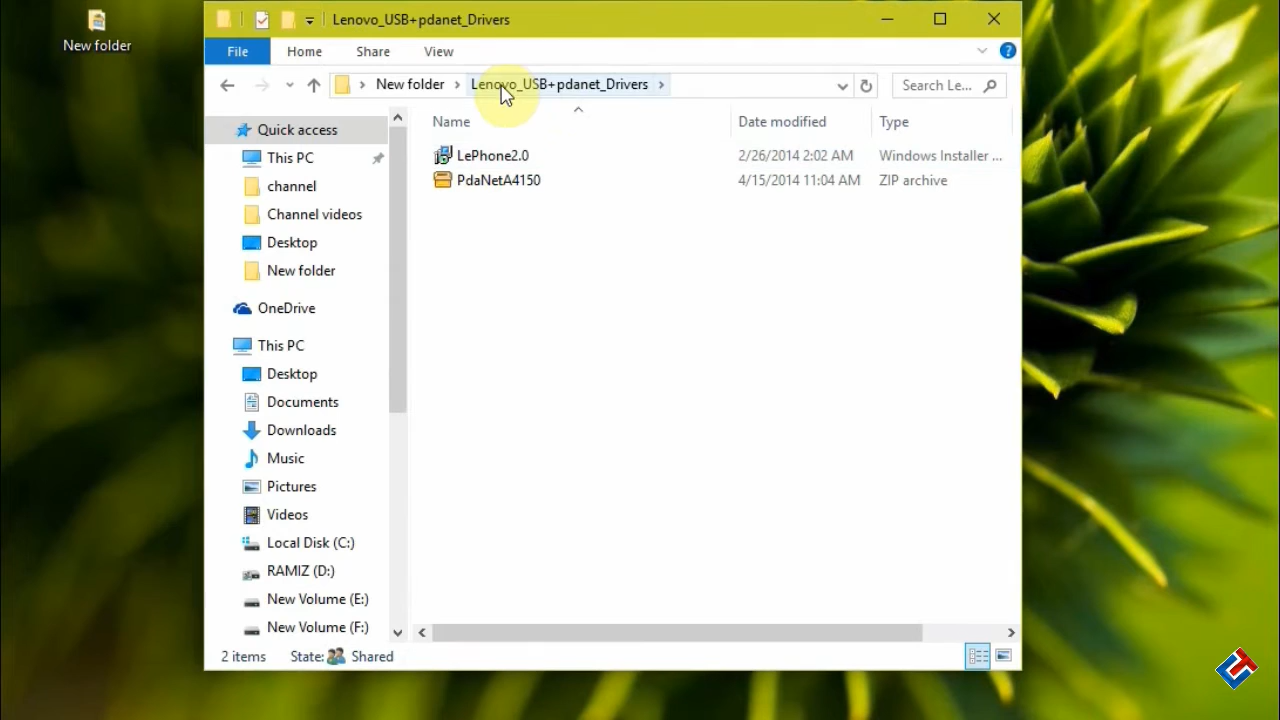 New folder
Lenovo_USB+pdanet_Drivers
File Home Share View
New folder Lenovo_USB+pdanet_Drivers Search Le...
Name Date modified Type
LePhone2.0 2/26/2014 2:02 AM Windows Installer ...
PdaNetA4150 4/15/2014 11:04 AM ZIP archive
Quick access
This PC
channel
Channel videos
Desktop
New folder
OneDrive
This PC
Desktop
Documents
Downloads
Music
Pictures
Videos
Local Disk (C:)
RAMIZ (D:)
New Volume (E:)
New Volume (F:)
2 items State: Shared